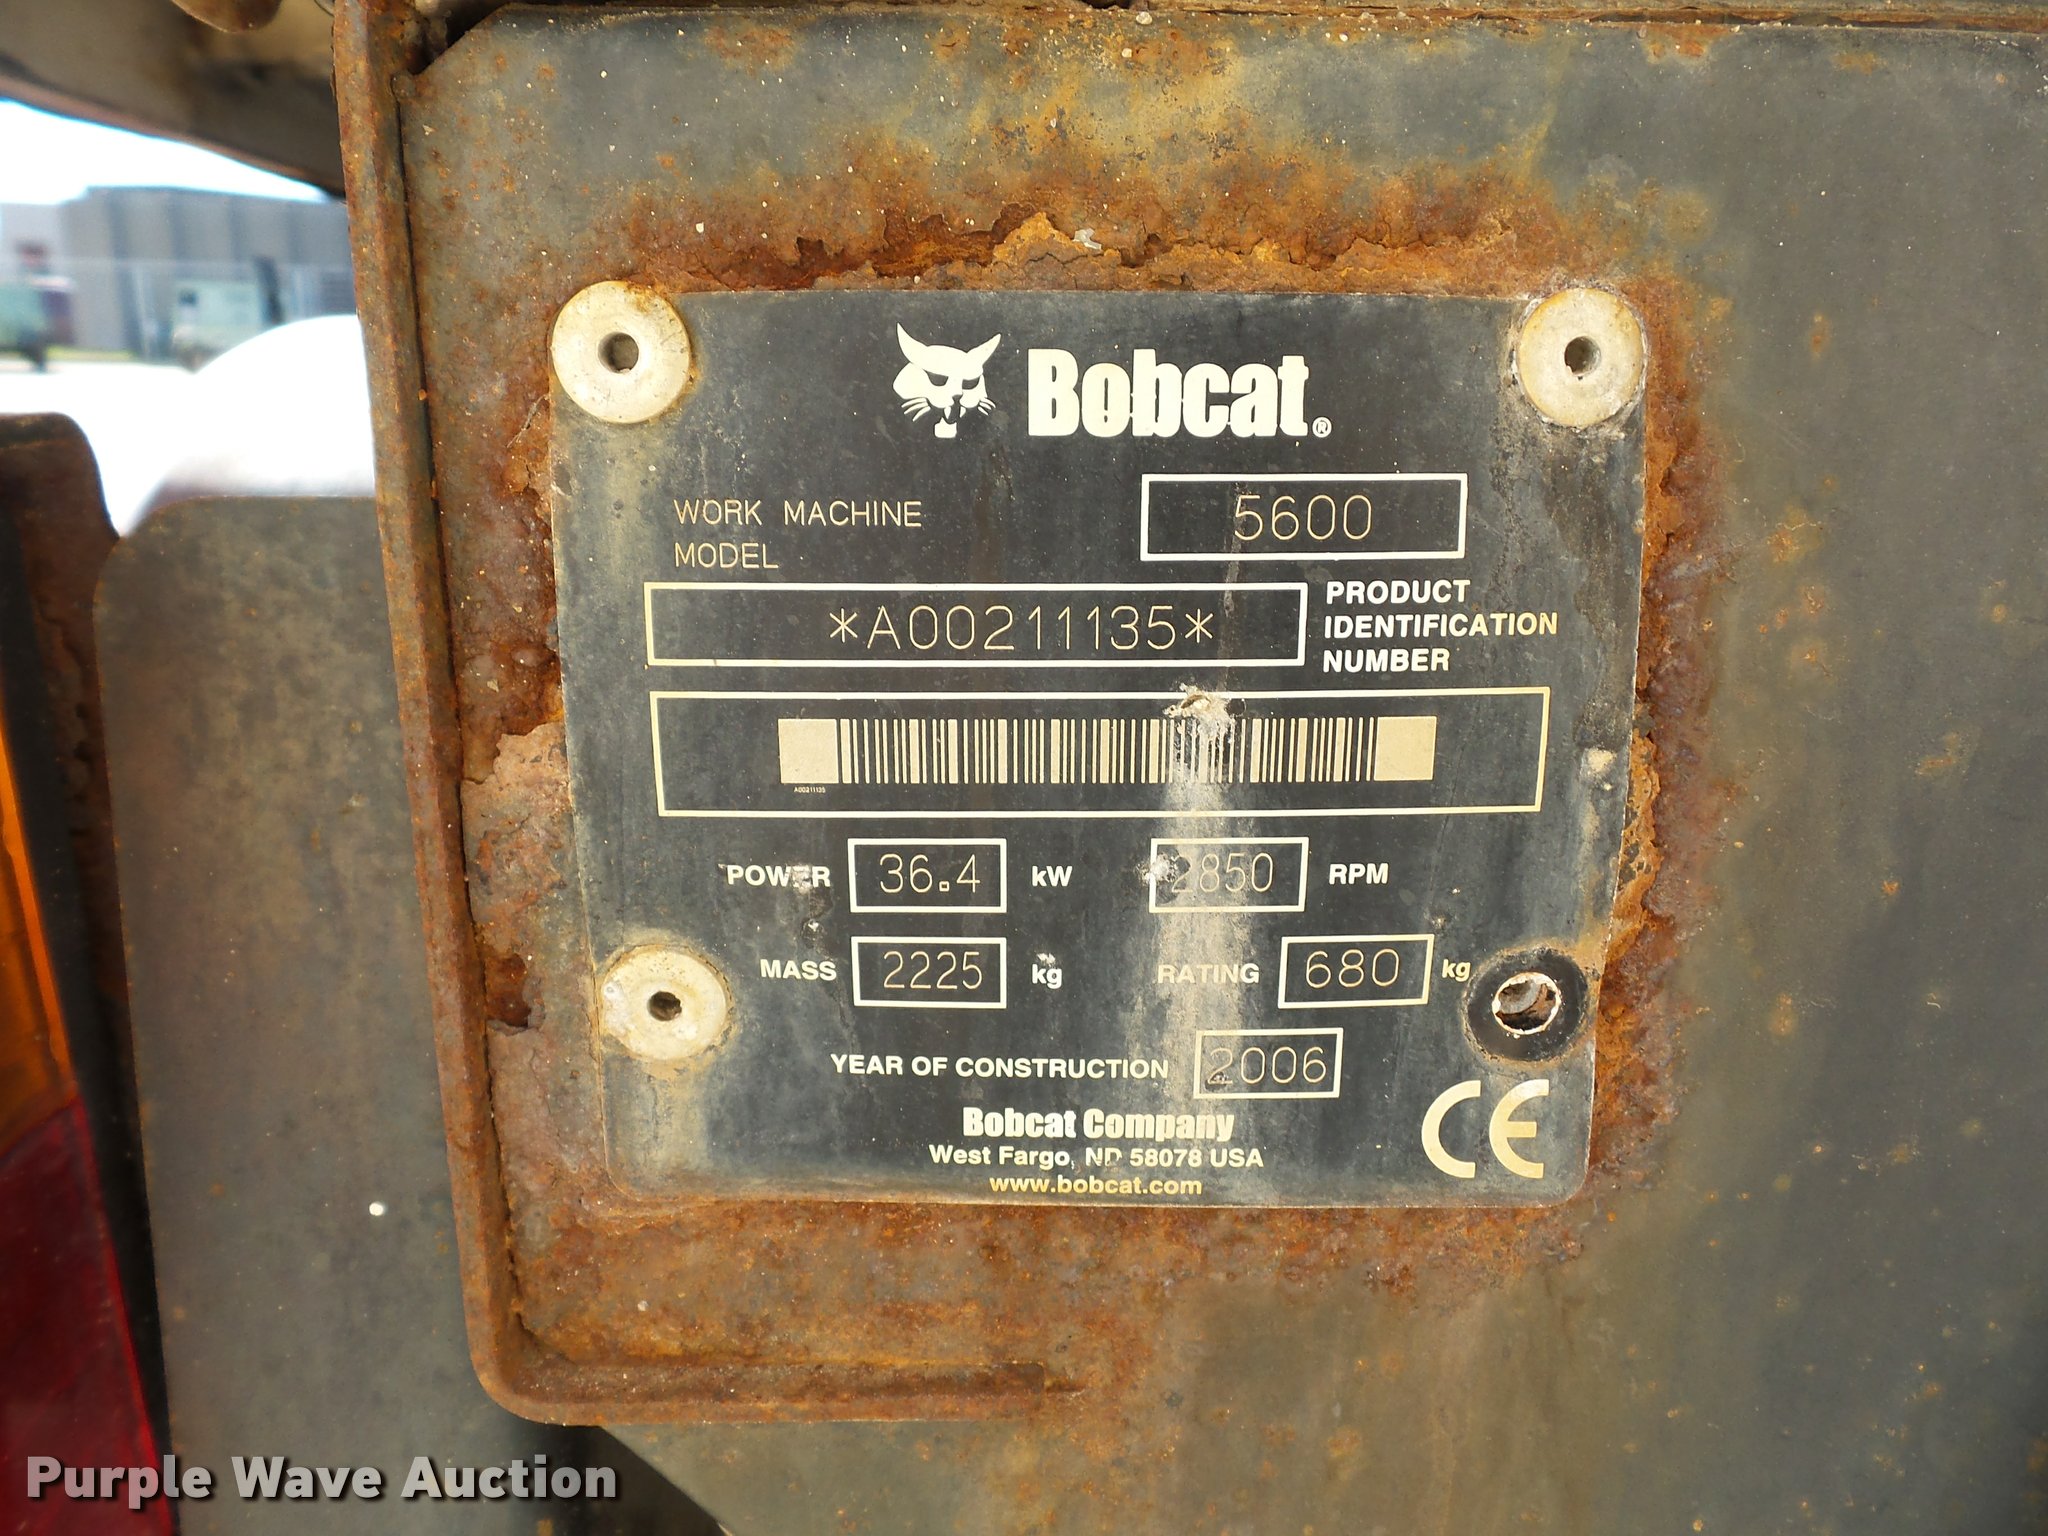 Bobcat®
WORK MACHINE
MODEL
5600
*A00211135*
PRODUCT
IDENTIFICATION
NUMBER
A00211135
POWER 36.4 kW 2850 RPM
MASS 2225 kg RATING 680 kg
YEAR OF CONSTRUCTION 2006
Bobcat Company
West Fargo, ND 58078 USA
www.bobcat.com
CE
Purple Wave Auction